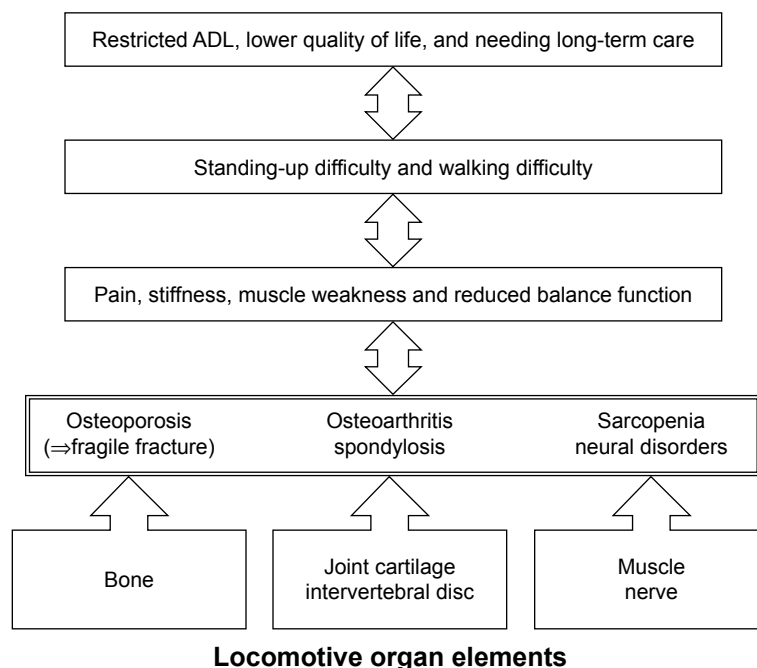 Restricted ADL, lower quality of life, and needing long-term care
Standing-up difficulty and walking difficulty
Pain, stiffness, muscle weakness and reduced balance function
Osteoporosis
(⇒fragile fracture)
Osteoarthritis
spondylosis
Sarcopenia
neural disorders
Bone
Joint cartilage
intervertebral disc
Muscle
nerve
Locomotive organ elements